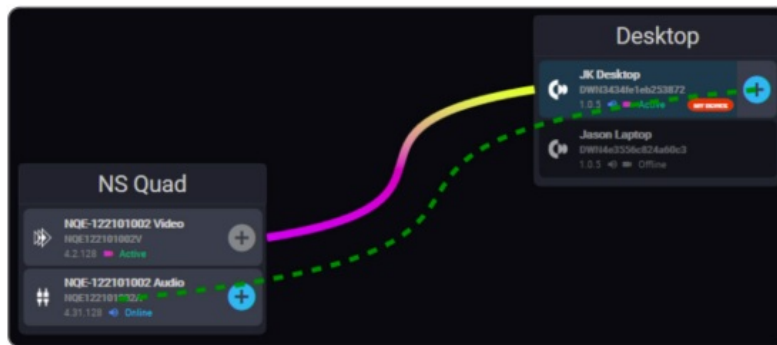 Desktop
JK Desktop
DWN3434fe1eb253872
1.0.5 Active MY DEVICE
Jason Laptop
DWN4e3556c824a60c3
1.0.5 Offline
NS Quad
NQE-122101002 Video
NQE122101002V
4.2.128 Active
NQE-122101002 Audio
NQE122101002A
4.31.128 Online